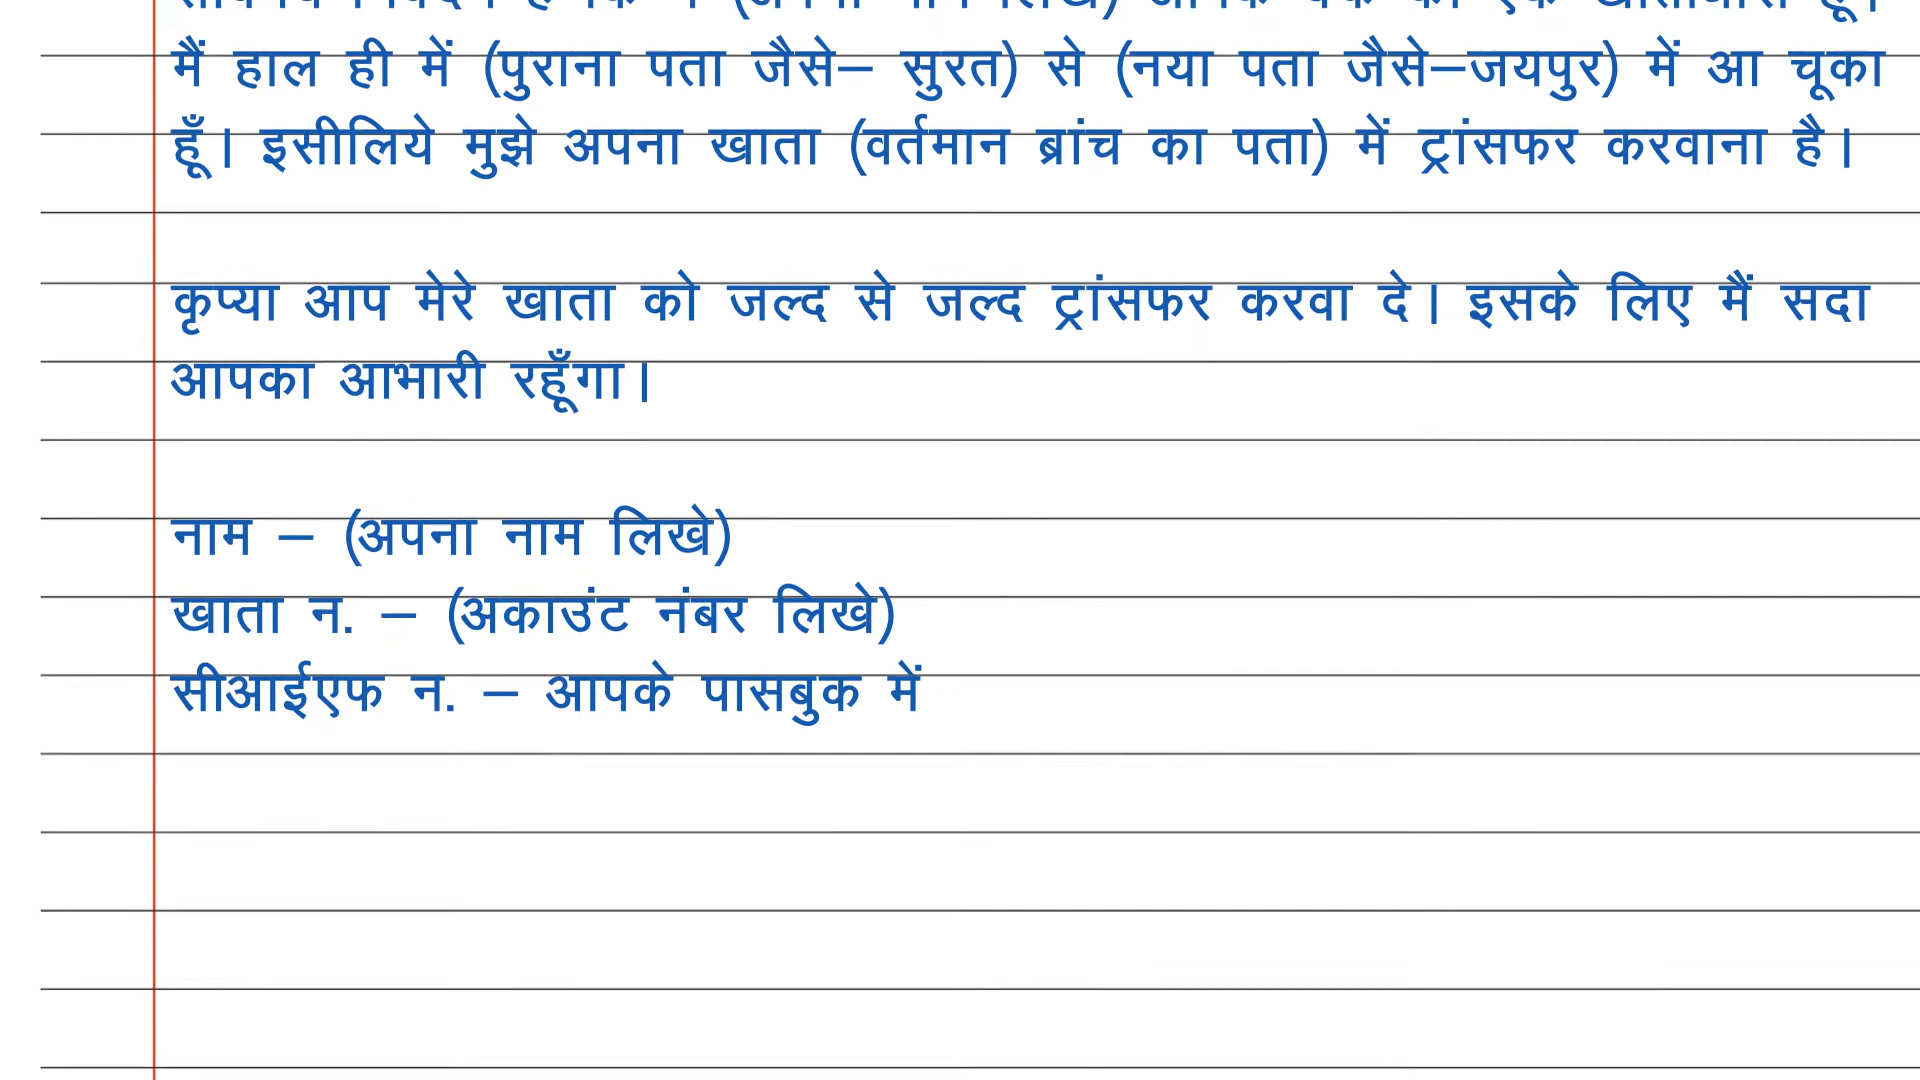 मैं हाल ही में (पुराना पता जैसे– सुरत) से (नया पता जैसे–जयपुर) में आ चूका
हूँ। इसीलिये मुझे अपना खाता (वर्तमान ब्रांच का पता) में ट्रांसफर करवाना है।
कृप्या आप मेरे खाता को जल्द से जल्द ट्रांसफर करवा दे। इसके लिए मैं सदा
आपका आभारी रहूँगा।
नाम – (अपना नाम लिखे)
खाता न. – (अकाउंट नंबर लिखे)
सीआईएफ न. – आपके पासबुक में